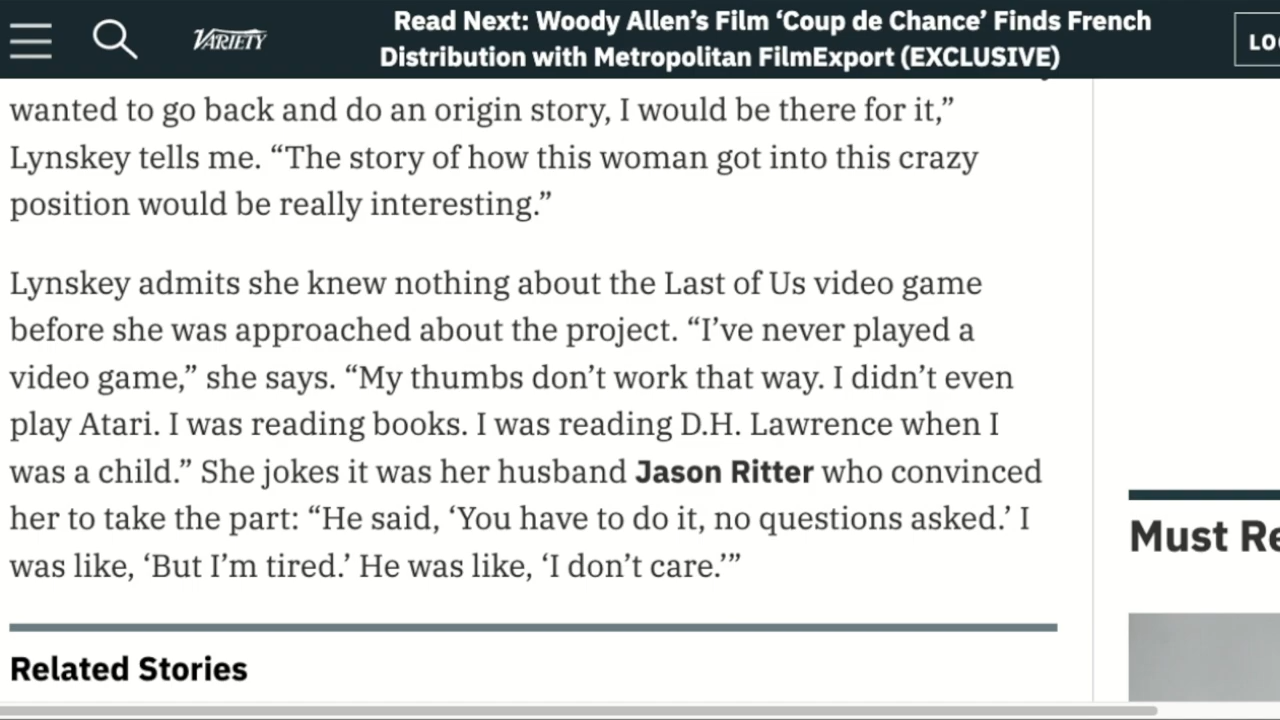 Read Next: Woody Allen’s Film ‘Coup de Chance’ Finds French
VARIETY
Distribution with Metropolitan FilmExport (EXCLUSIVE)
wanted to go back and do an origin story, I would be there for it,”
Lynskey tells me. “The story of how this woman got into this crazy
position would be really interesting.”
Lynskey admits she knew nothing about the Last of Us video game
before she was approached about the project. “I’ve never played a
video game,” she says. “My thumbs don’t work that way. I didn’t even
play Atari. I was reading books. I was reading D.H. Lawrence when I
was a child.” She jokes it was her husband Jason Ritter who convinced
her to take the part: “He said, ‘You have to do it, no questions asked.’ I
was like, ‘But I’m tired.’ He was like, ‘I don’t care.’”
Related Stories
Must